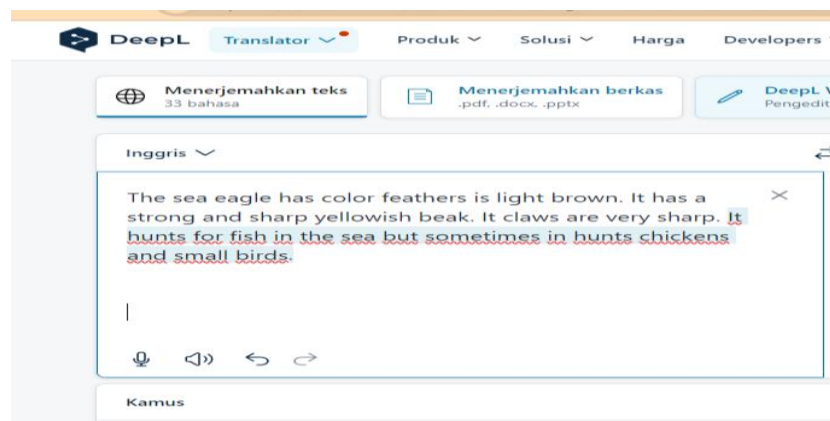 DeepL Translator Produk Solusi Harga Developers
Menerjemahkan teks Menerjemahkan berkas DeepL
33 bahasa .pdf, .docx, .pptx Pengedit
Inggris
The sea eagle has color feathers is light brown. It has a
strong and sharp yellowish beak. It claws are very sharp. It
hunts for fish in the sea but sometimes in hunts chickens
and small birds.
Kamus